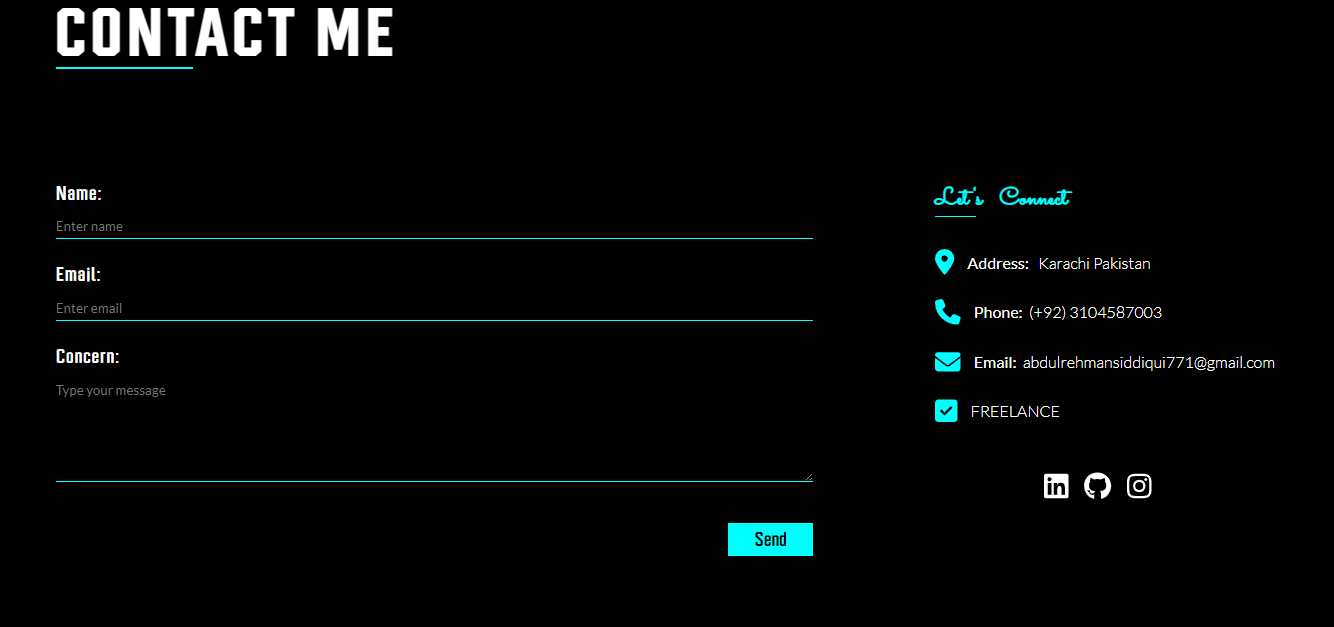 CONTACT ME
Name:
Enter name
Email:
Enter email
Concern:
Type your message
Send
Let's Connect
Address: Karachi Pakistan
Phone: (+92) 3104587003
Email: abdulrehmansiddiqui771@gmail.com
FREELANCE
in